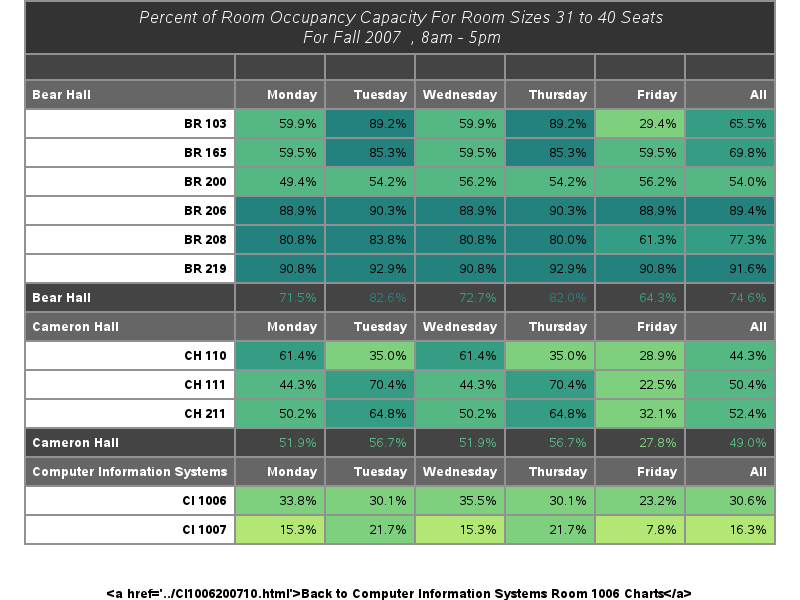 Percent of Room Occupancy Capacity For Room Sizes 31 to 40 Seats
For Fall 2007 , 8am - 5pm
Bear Hall Monday Tuesday Wednesday Thursday Friday All
BR 103 59.9% 89.2% 59.9% 89.2% 29.4% 65.5%
BR 165 59.5% 85.3% 59.5% 85.3% 59.5% 69.8%
BR 200 49.4% 54.2% 56.2% 54.2% 56.2% 54.0%
BR 206 88.9% 90.3% 88.9% 90.3% 88.9% 89.4%
BR 208 80.8% 83.8% 80.8% 80.0% 61.3% 77.3%
BR 219 90.8% 92.9% 90.8% 92.9% 90.8% 91.6%
Bear Hall 71.5% 82.6% 72.7% 82.0% 64.3% 74.6%
Cameron Hall Monday Tuesday Wednesday Thursday Friday All
CH 110 61.4% 35.0% 61.4% 35.0% 28.9% 44.3%
CH 111 44.3% 70.4% 44.3% 70.4% 22.5% 50.4%
CH 211 50.2% 64.8% 50.2% 64.8% 32.1% 52.4%
Cameron Hall 51.9% 56.7% 51.9% 56.7% 27.8% 49.0%
Computer Information Systems Monday Tuesday Wednesday Thursday Friday All
CI 1006 33.8% 30.1% 35.5% 30.1% 23.2% 30.6%
CI 1007 15.3% 21.7% 15.3% 21.7% 7.8% 16.3%
<a href='../CI1006200710.html'>Back to Computer Information Systems Room 1006 Charts</a>